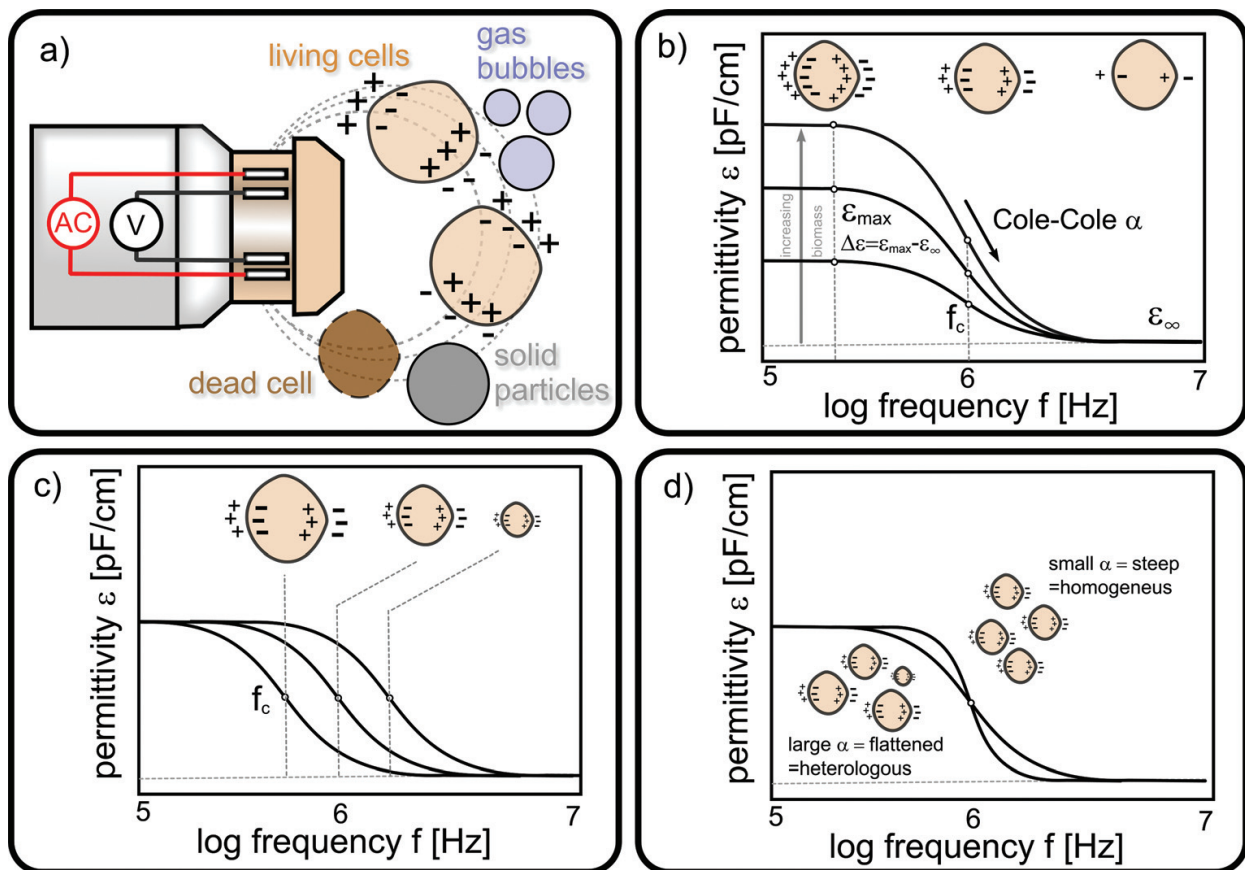 a)
living cells
gas
bubbles
AC
V
dead cell
solid
particles
b)
permittivity ε [pF/cm]
increasing
biomass
εmax
Δε=εmax-ε∞
Cole-Cole α
fc
ε∞
5
6
7
log frequency f [Hz]
c)
permittivity ε [pF/cm]
fc
5
6
7
log frequency f [Hz]
d)
permittivity ε [pF/cm]
small α = steep
=homogeneus
large α = flattened
=heterologous
5
6
7
log frequency f [Hz]